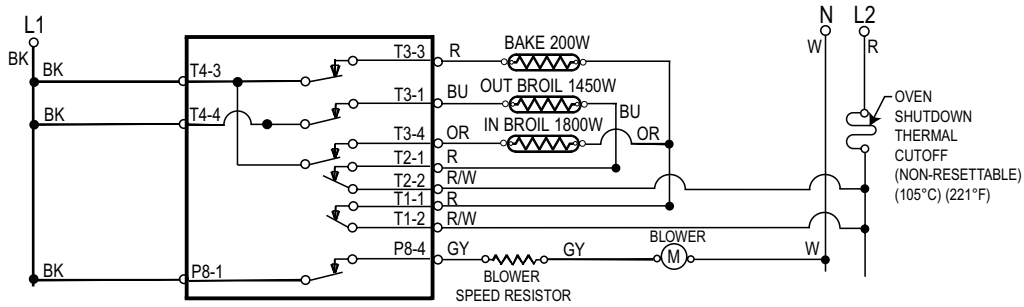 L1
N
L2
BK
W
R
BK
T4-3
T3-3
R
BAKE 200W
BK
T4-4
T3-1
BU
OUT BROIL 1450W
BU
T3-4
OR
IN BROIL 1800W
OR
T2-1
R
T2-2
R/W
T1-1
R
T1-2
R/W
OVEN
SHUTDOWN
THERMAL
CUTOFF
(NON-RESETTABLE)
(105°C) (221°F)
BK
P8-1
P8-4
GY
GY
BLOWER
M
W
BLOWER
SPEED RESISTOR